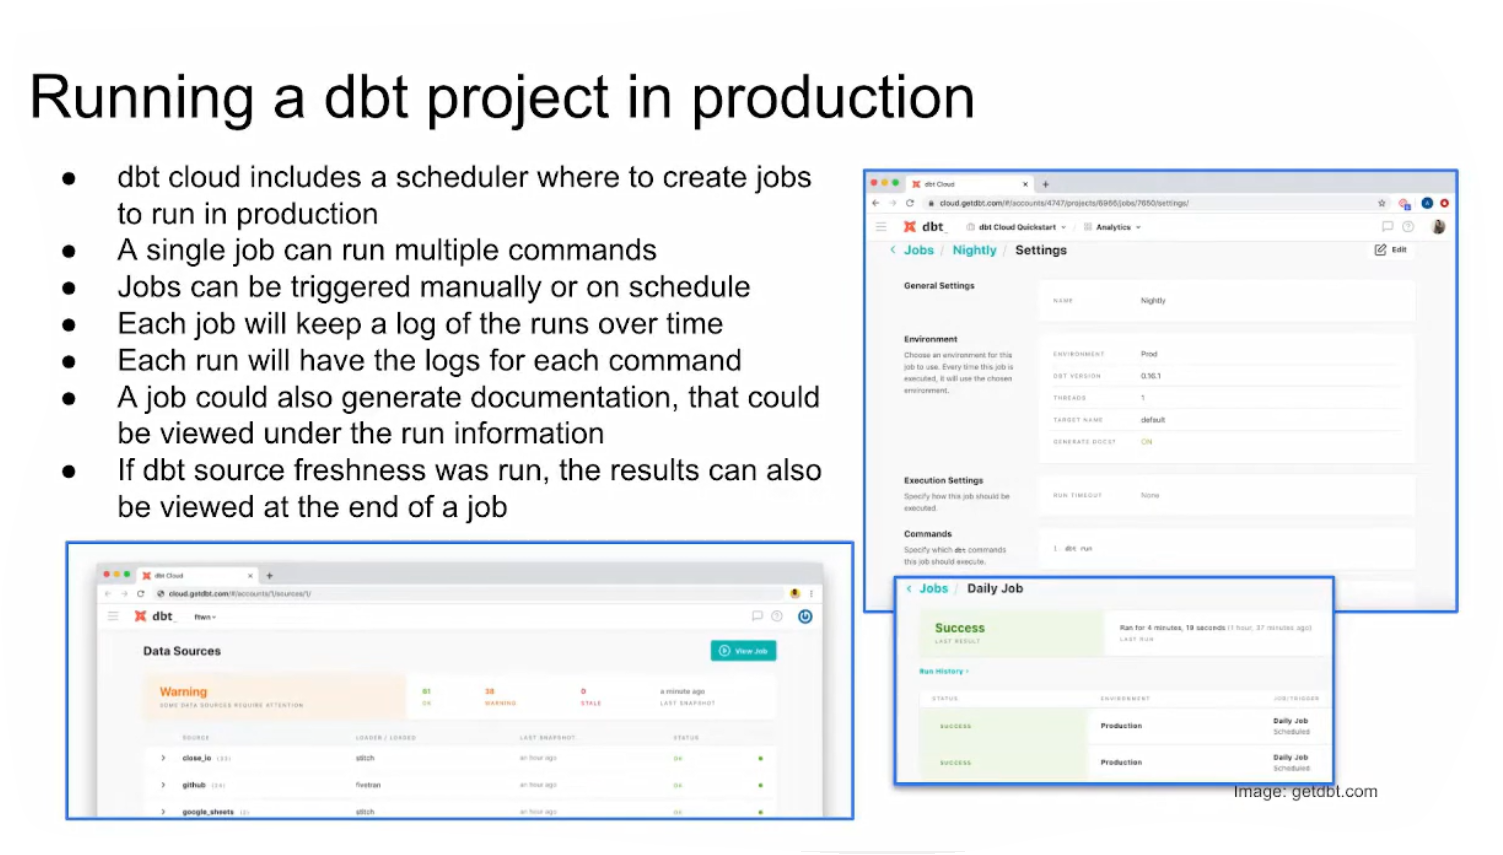 Running a dbt project in production
● dbt cloud includes a scheduler where to create jobs
to run in production
● A single job can run multiple commands
● Jobs can be triggered manually or on schedule
● Each job will keep a log of the runs over time
● Each run will have the logs for each command
● A job could also generate documentation, that could
be viewed under the run information
● If dbt source freshness was run, the results can also
be viewed at the end of a job
dbt Cloud
cloud.getdbt.com/#/accounts/4747/projects/6966/jobs/7650/settings/
dbt dbt Cloud Quickstart Analytics
Jobs / Nightly / Settings Edit
General Settings
NAME Nightly
Environment
Choose an environment for this
job to use. Every time this job is
executed, it will use the chosen
environment.
ENVIRONMENT Prod
DBT VERSION 0.16.1
THREADS 1
TARGET NAME default
GENERATE DOCS? ON
Execution Settings
Specify how this job should be
executed.
RUN TIMEOUT None
Commands
Specify which dbt commands
this job should execute.
1. dbt run
dbt Cloud
cloud.getdbt.com/#/accounts/1/sources/1/
dbt
Data Sources View Job
Warning
SOME DATA SOURCES REQUIRE ATTENTION
61 38 0 a minute ago
OK WARNING STALE LAST SNAPSHOT
SOURCE LOADER / LOADED LAST SNAPSHOT STATUS
close_io stitch an hour ago OK
github fivetran an hour ago OK
google_sheets stitch an hour ago OK
Jobs / Daily Job
Success
LAST RESULT
Ran for 4 minutes, 19 seconds (1 hour, 37 minutes ago)
LAST RUN
Run History
STATUS ENVIRONMENT JOB/TRIGGER
SUCCESS Production Daily Job
Scheduled
SUCCESS Production Daily Job
Scheduled
Image: getdbt.com